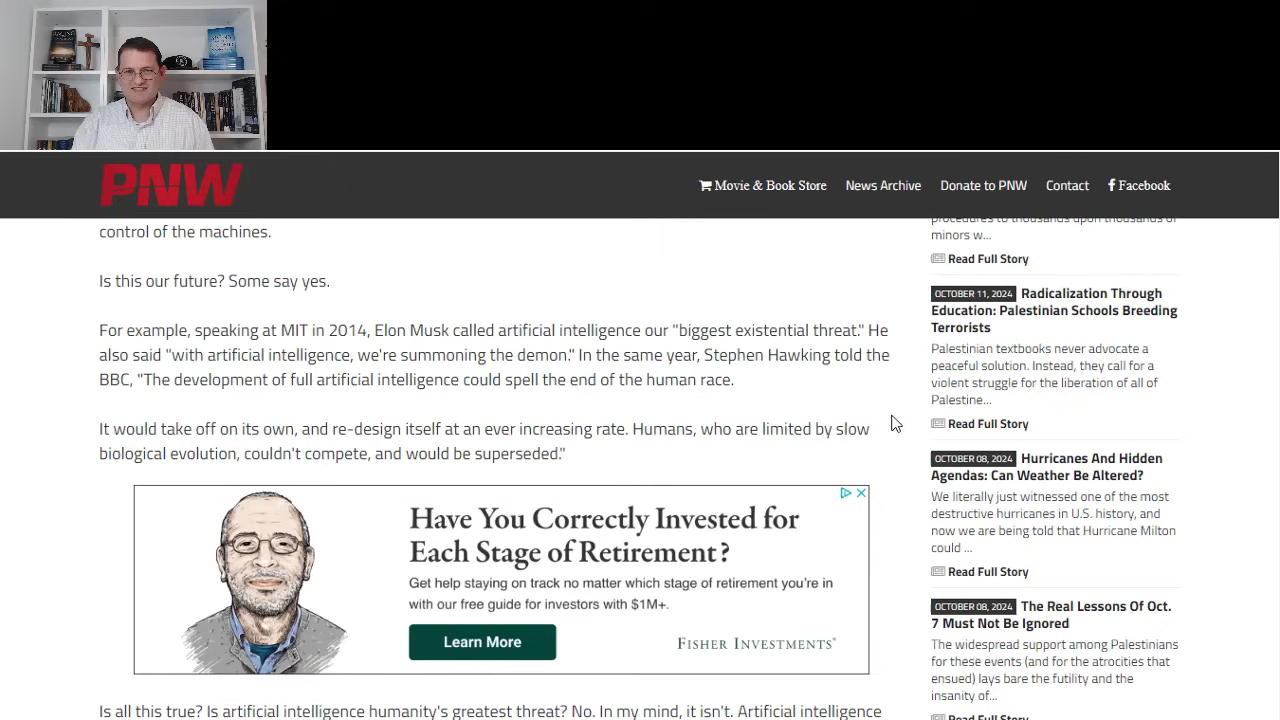 PNW
Movie & Book Store
News Archive
Donate to PNW
Contact
Facebook
control of the machines.
Is this our future? Some say yes.
For example, speaking at MIT in 2014, Elon Musk called artificial intelligence our "biggest existential threat." He
also said "with artificial intelligence, we're summoning the demon." In the same year, Stephen Hawking told the
BBC, "The development of full artificial intelligence could spell the end of the human race.
It would take off on its own, and re-design itself at an ever increasing rate. Humans, who are limited by slow
biological evolution, couldn't compete, and would be superseded."
Have You Correctly Invested for
Each Stage of Retirement?
Get help staying on track no matter which stage of retirement you're in
with our free guide for investors with $1M+.
Learn More
FISHER INVESTMENTS®
Is all this true? Is artificial intelligence humanity's greatest threat? No. In my mind, it isn't. Artificial intelligence
procedures to thousands upon thousands of
minors w...
Read Full Story
OCTOBER 11, 2024 Radicalization Through
Education: Palestinian Schools Breeding
Terrorists
Palestinian textbooks never advocate a
peaceful solution. Instead, they call for a
violent struggle for the liberation of all of
Palestine...
Read Full Story
OCTOBER 08, 2024 Hurricanes And Hidden
Agendas: Can Weather Be Altered?
We literally just witnessed one of the most
destructive hurricanes in U.S. history, and
now we are being told that Hurricane Milton
could ...
Read Full Story
OCTOBER 08, 2024 The Real Lessons Of Oct.
7 Must Not Be Ignored
The widespread support among Palestinians
for these events (and for the atrocities that
ensued) lays bare the futility and the
insanity of...
Read Full Story